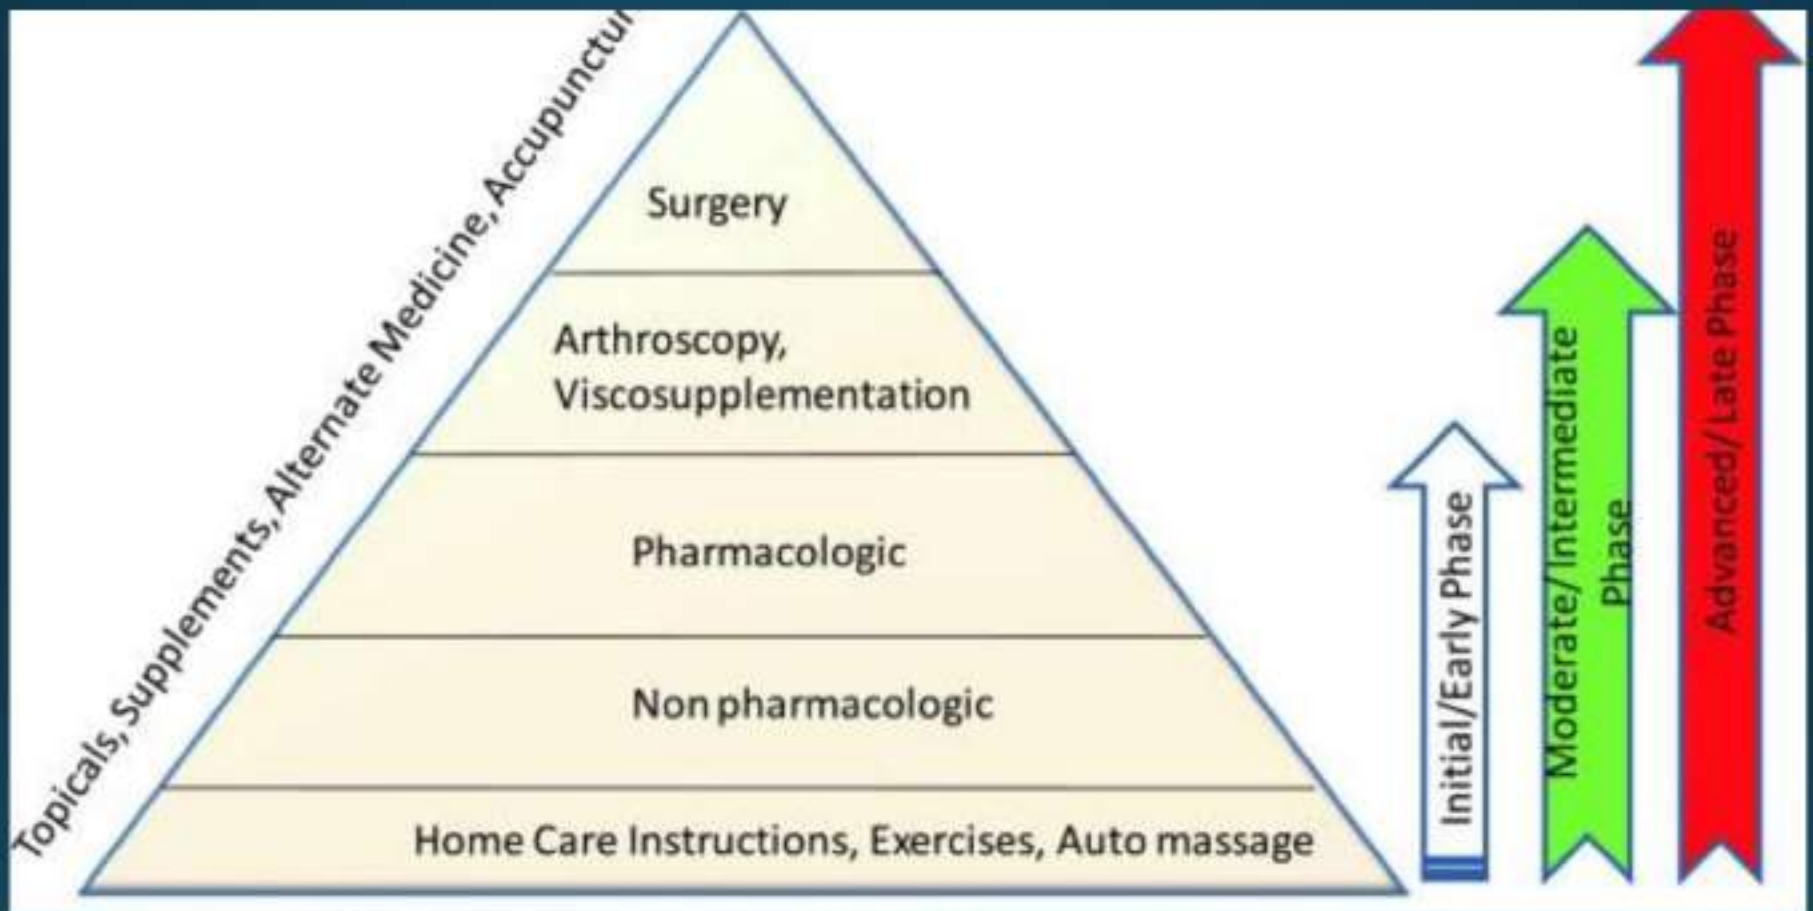 Topicals, Supplements, Alternate Medicine, Accupunctur
Surgery
Arthroscopy,
Viscosupplementation
Pharmacologic
Non pharmacologic
Home Care Instructions, Exercises, Auto massage
Initial/Early Phase
Moderate/ Intermediate
Phase
Advanced/ Late Phase